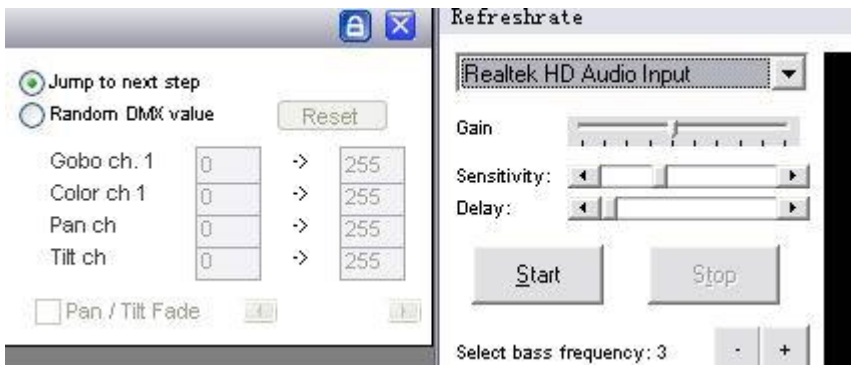 Jump to next step
Random DMX value
Reset
Gobo ch. 1 0 -> 255
Color ch 1 0 -> 255
Pan ch 0 -> 255
Tilt ch 0 -> 255
Pan / Tilt Fade
Refreshrate
Realtek HD Audio Input
Gain
Sensitivity:
Delay:
Start Stop
Select bass frequency: 3 - +